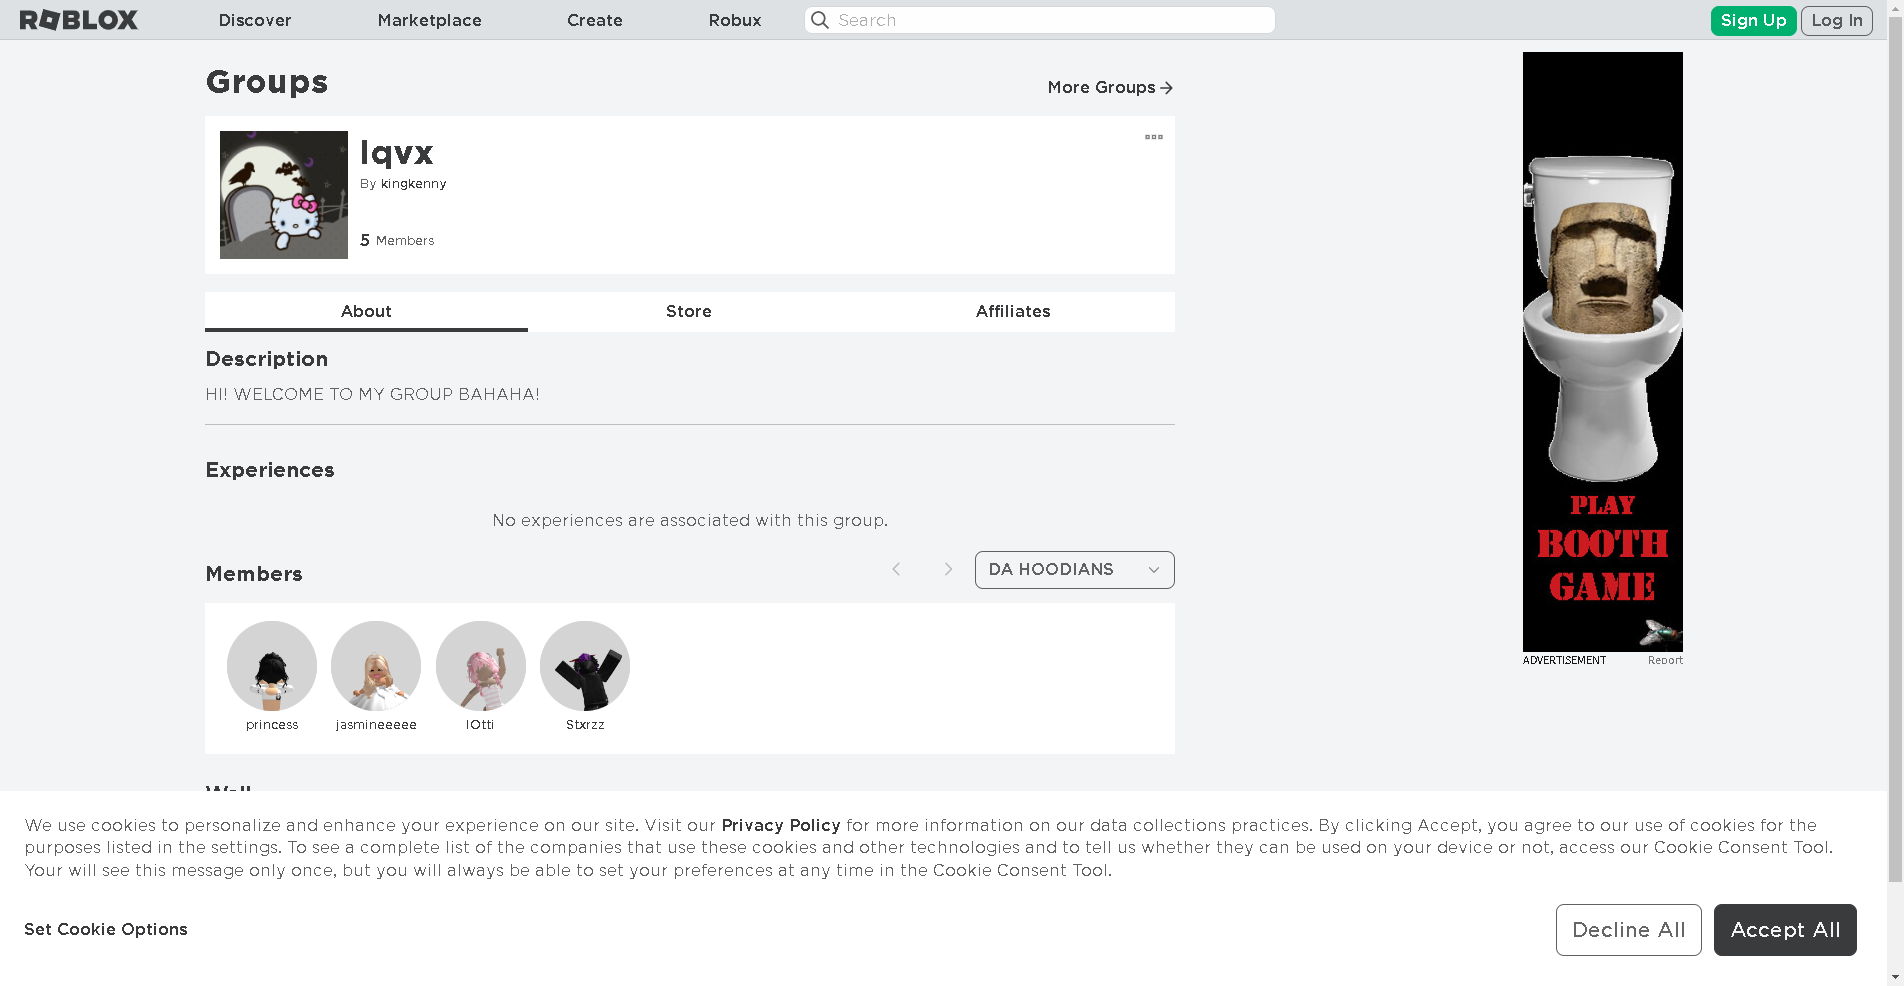 ROBLOX
Discover
Marketplace
Create
Robux
Search
Sign Up
Log In
Groups
More Groups
lqvx
By kingkenny
5 Members
About
Store
Affiliates
Description
HI! WELCOME TO MY GROUP BAHAHA!
Experiences
No experiences are associated with this group.
Members
DA HOODIANS
princess
jasmineeeee
lOtti
Stxrzz
PLAY
BOOTH
GAME
ADVERTISEMENT
Report
Wall
We use cookies to personalize and enhance your experience on our site. Visit our Privacy Policy for more information on our data collections practices. By clicking Accept, you agree to our use of cookies for the
purposes listed in the settings. To see a complete list of the companies that use these cookies and other technologies and to tell us whether they can be used on your device or not, access our Cookie Consent Tool.
Your will see this message only once, but you will always be able to set your preferences at any time in the Cookie Consent Tool.
Set Cookie Options
Decline All
Accept All